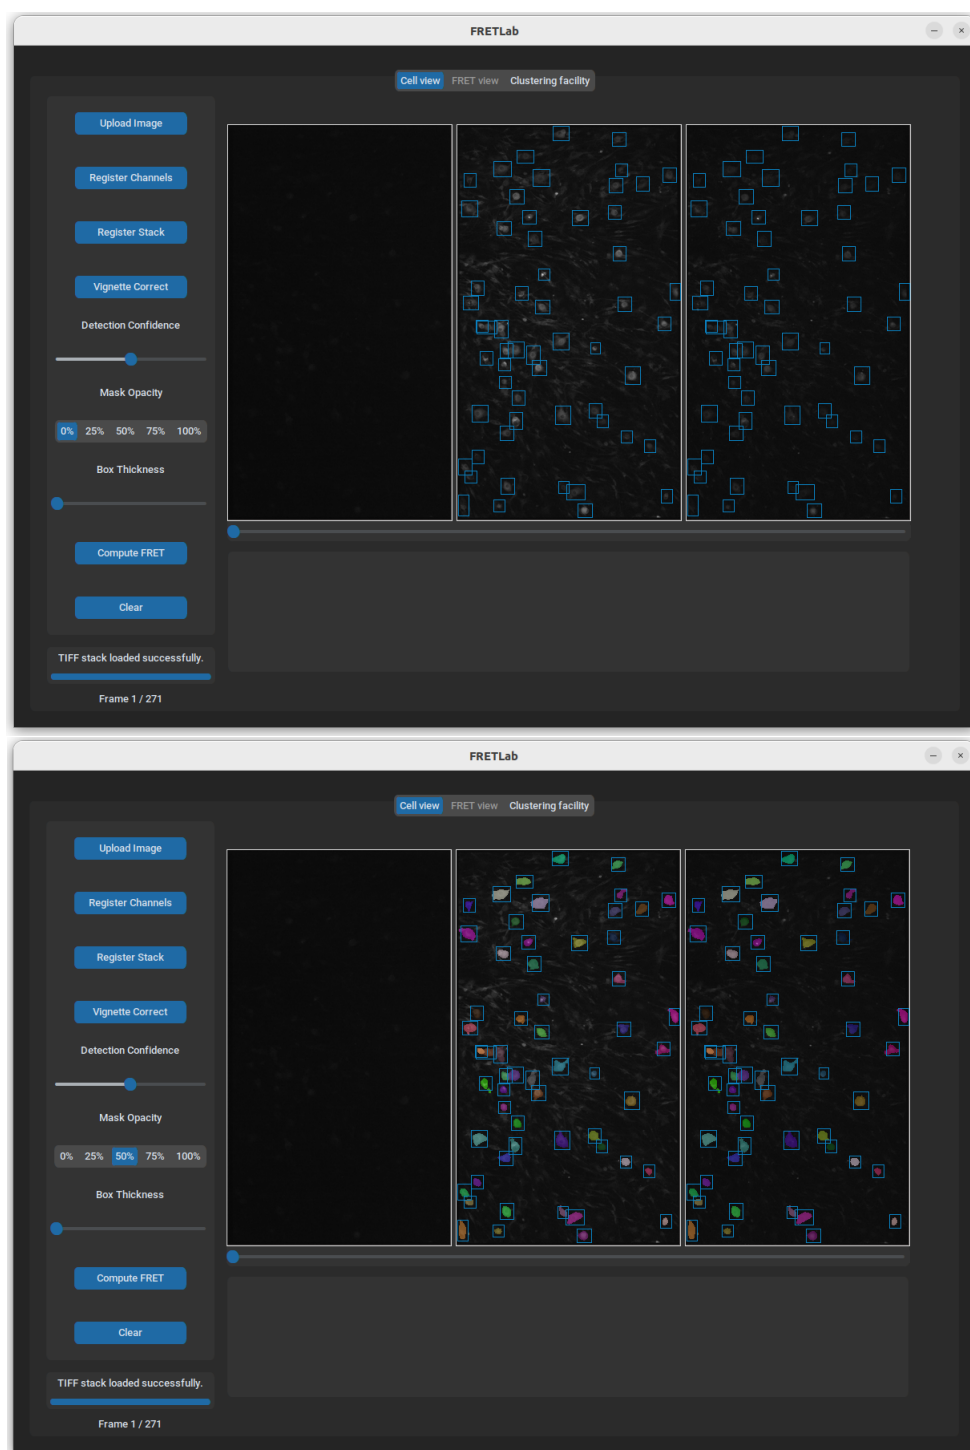 FRETLab
Cell view FRET view Clustering facility
Upload Image
Register Channels
Register Stack
Vignette Correct
Detection Confidence
Mask Opacity
0% 25% 50% 75% 100%
Box Thickness
Compute FRET
Clear
TIFF stack loaded successfully.
Frame 1 / 271
FRETLab
Cell view FRET view Clustering facility
Upload Image
Register Channels
Register Stack
Vignette Correct
Detection Confidence
Mask Opacity
0% 25% 50% 75% 100%
Box Thickness
Compute FRET
Clear
TIFF stack loaded successfully.
Frame 1 / 271